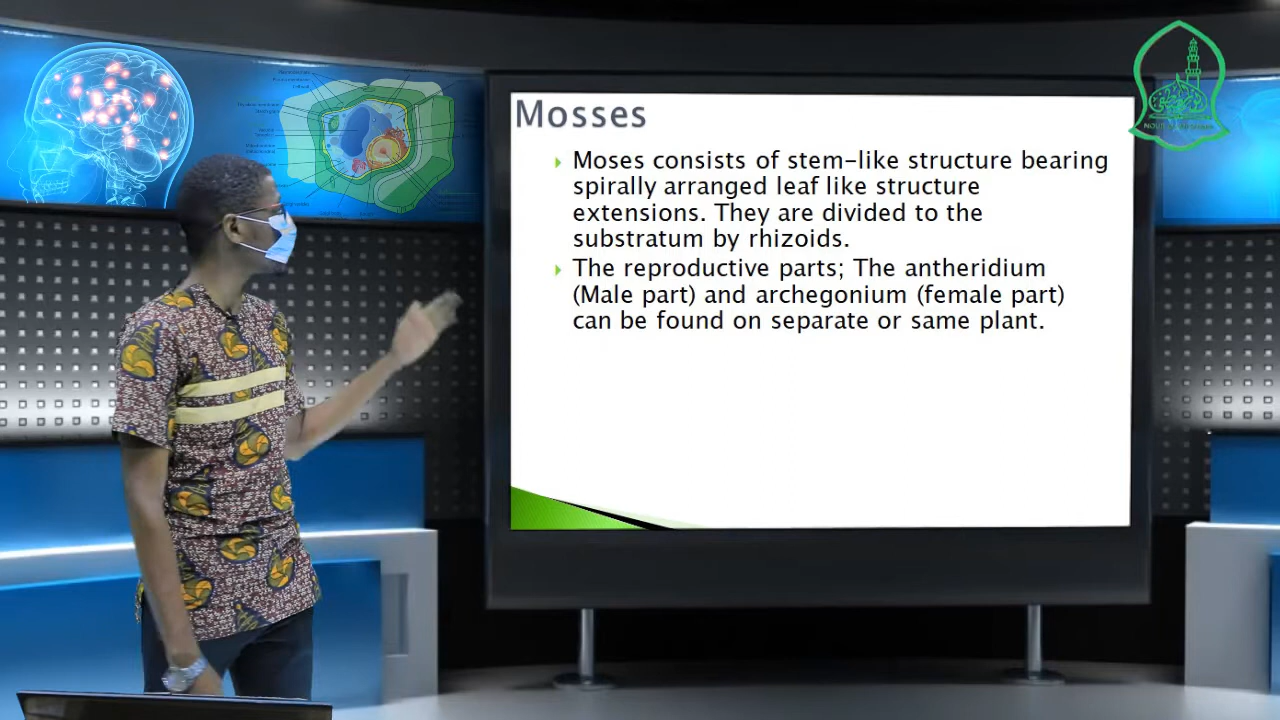 Mosses
Moses consists of stem-like structure bearing
spirally arranged leaf like structure
extensions. They are divided to the
substratum by rhizoids.
The reproductive parts; The antheridium
(Male part) and archegonium (female part)
can be found on separate or same plant.